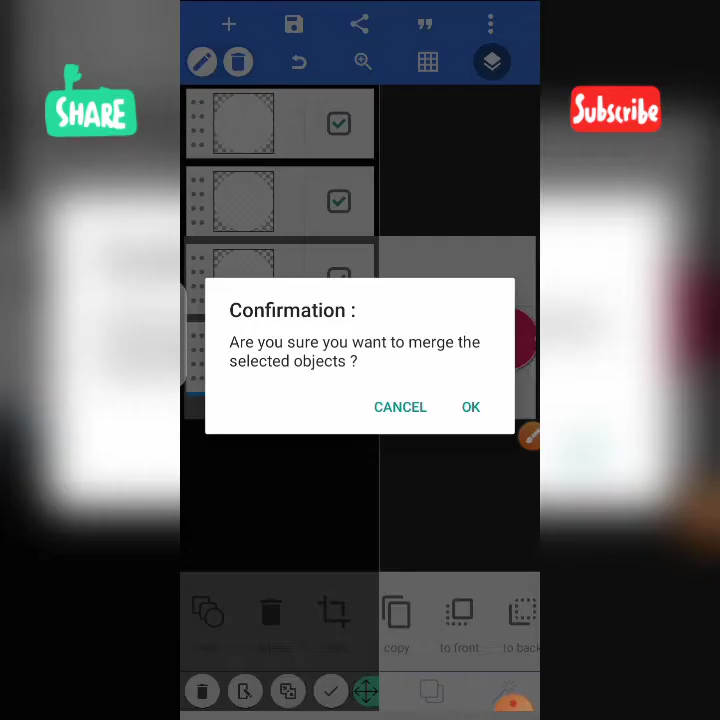 SHARE
Subscribe
Confirmation :
Are you sure you want to merge the
selected objects ?
CANCEL
OK
copy
to front
to back